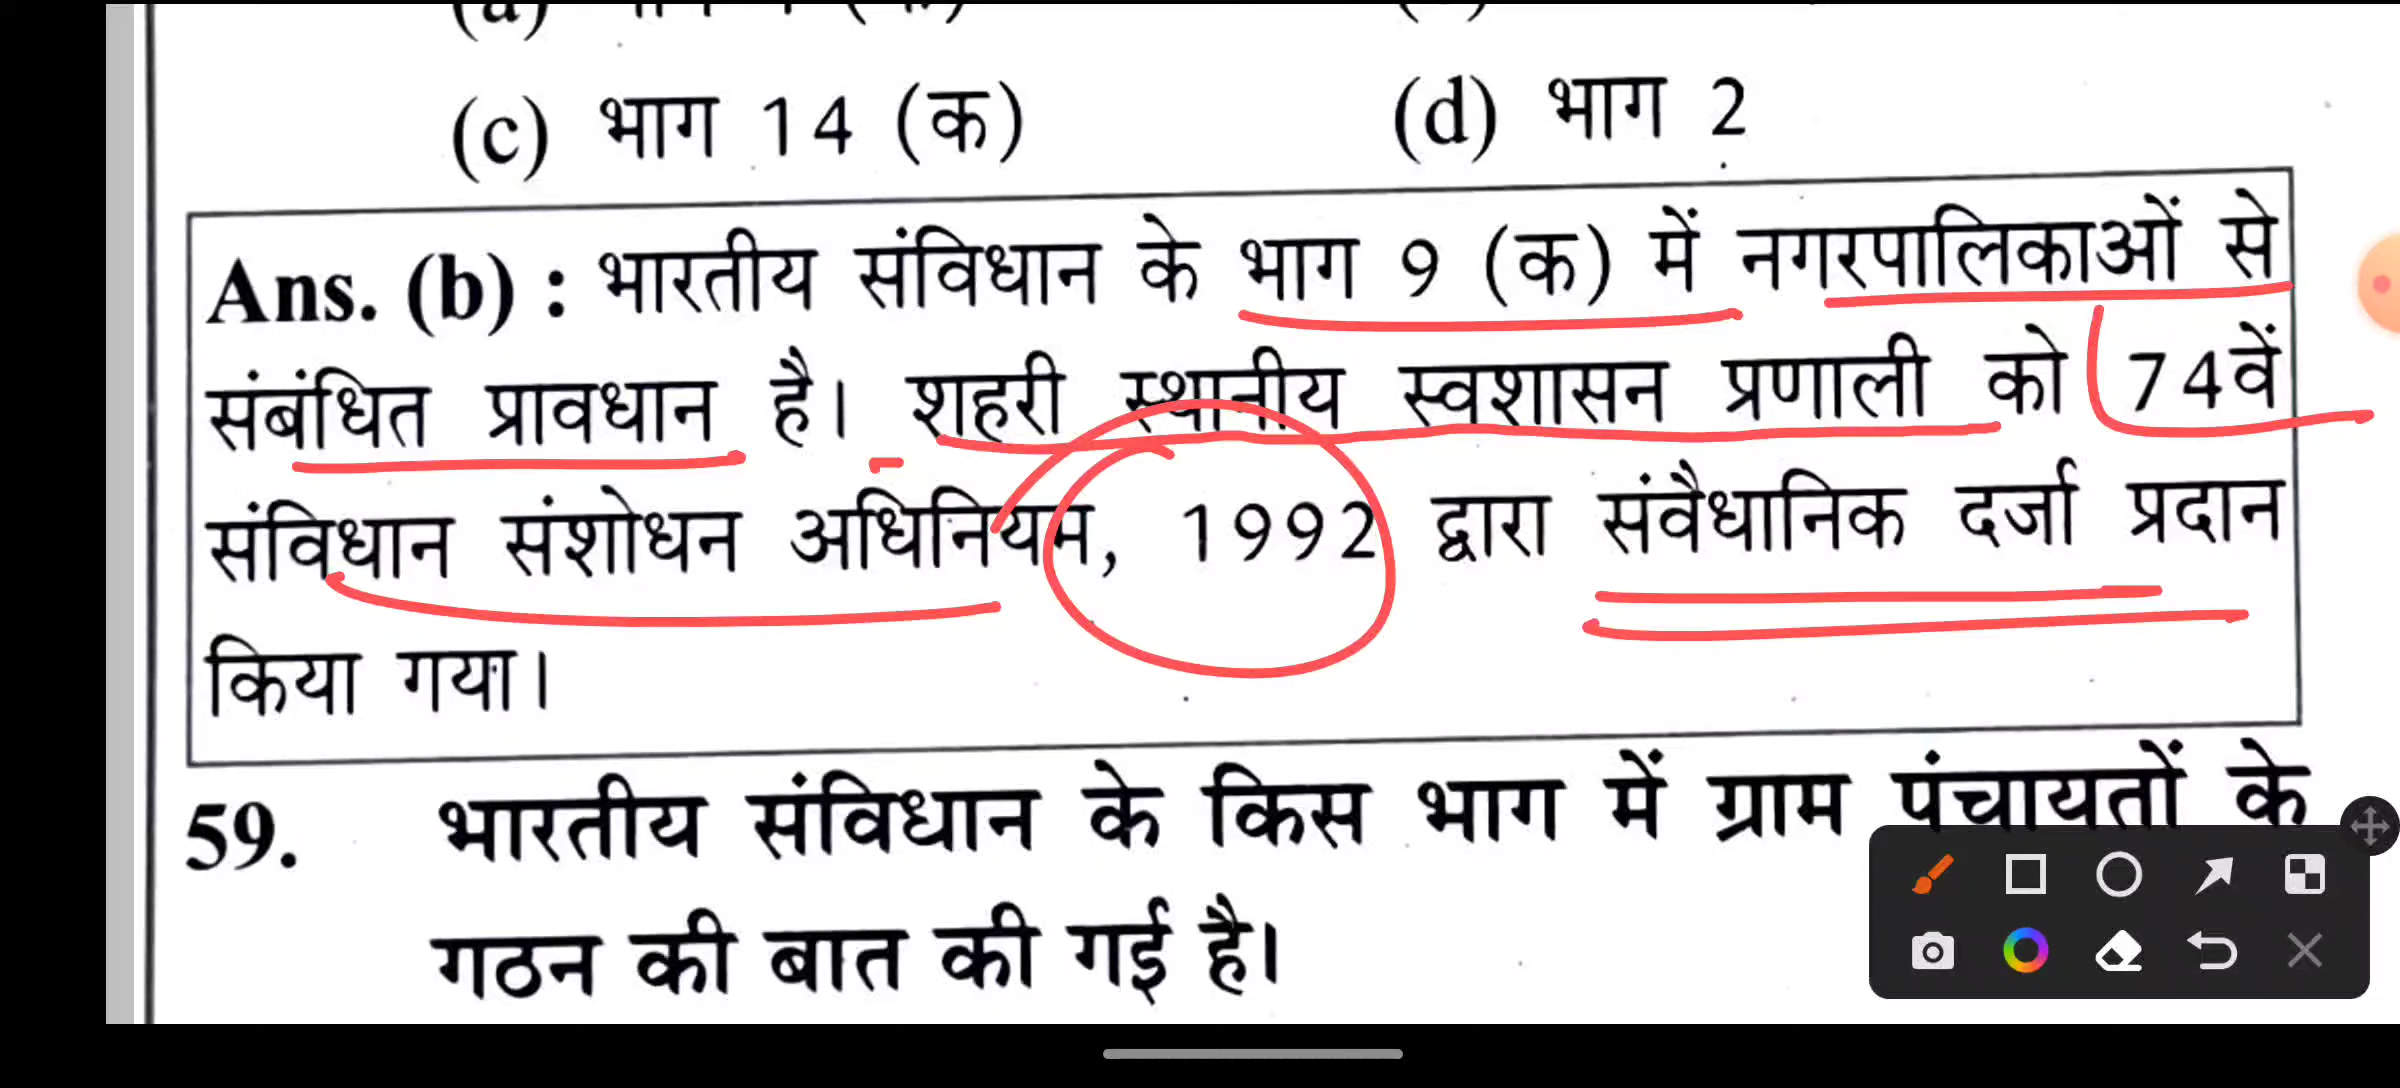 (c) भाग 14 (क) (d) भाग 2
Ans. (b) : भारतीय संविधान के भाग 9 (क) में नगरपालिकाओं से
संबंधित प्रावधान है। शहरी स्थानीय स्वशासन प्रणाली को 74वें
संविधान संशोधन अधिनियम, 1992 द्वारा संवैधानिक दर्जा प्रदान
किया गया।
59. भारतीय संविधान के किस भाग में ग्राम पंचायतों के
गठन की बात की गई है।